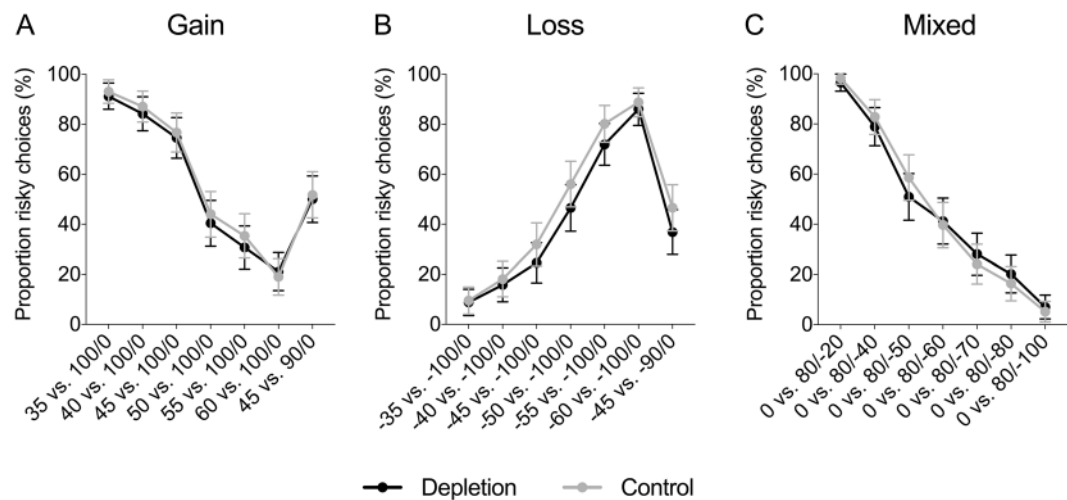 A Gain
Proportion risky choices (%)
100
80
60
40
20
0
35 vs. 100/0
40 vs. 100/0
45 vs. 100/0
50 vs. 100/0
55 vs. 100/0
60 vs. 100/0
45 vs. 90/0
B Loss
Proportion risky choices (%)
100
80
60
40
20
0
-35 vs. -100/0
-40 vs. -100/0
-45 vs. -100/0
-50 vs. -100/0
-55 vs. -100/0
-60 vs. -100/0
-45 vs. -90/0
C Mixed
Proportion risky choices (%)
100
80
60
40
20
0
0 vs. 80/-20
0 vs. 80/-40
0 vs. 80/-50
0 vs. 80/-60
0 vs. 80/-70
0 vs. 80/-80
0 vs. 80/-100
Depletion Control